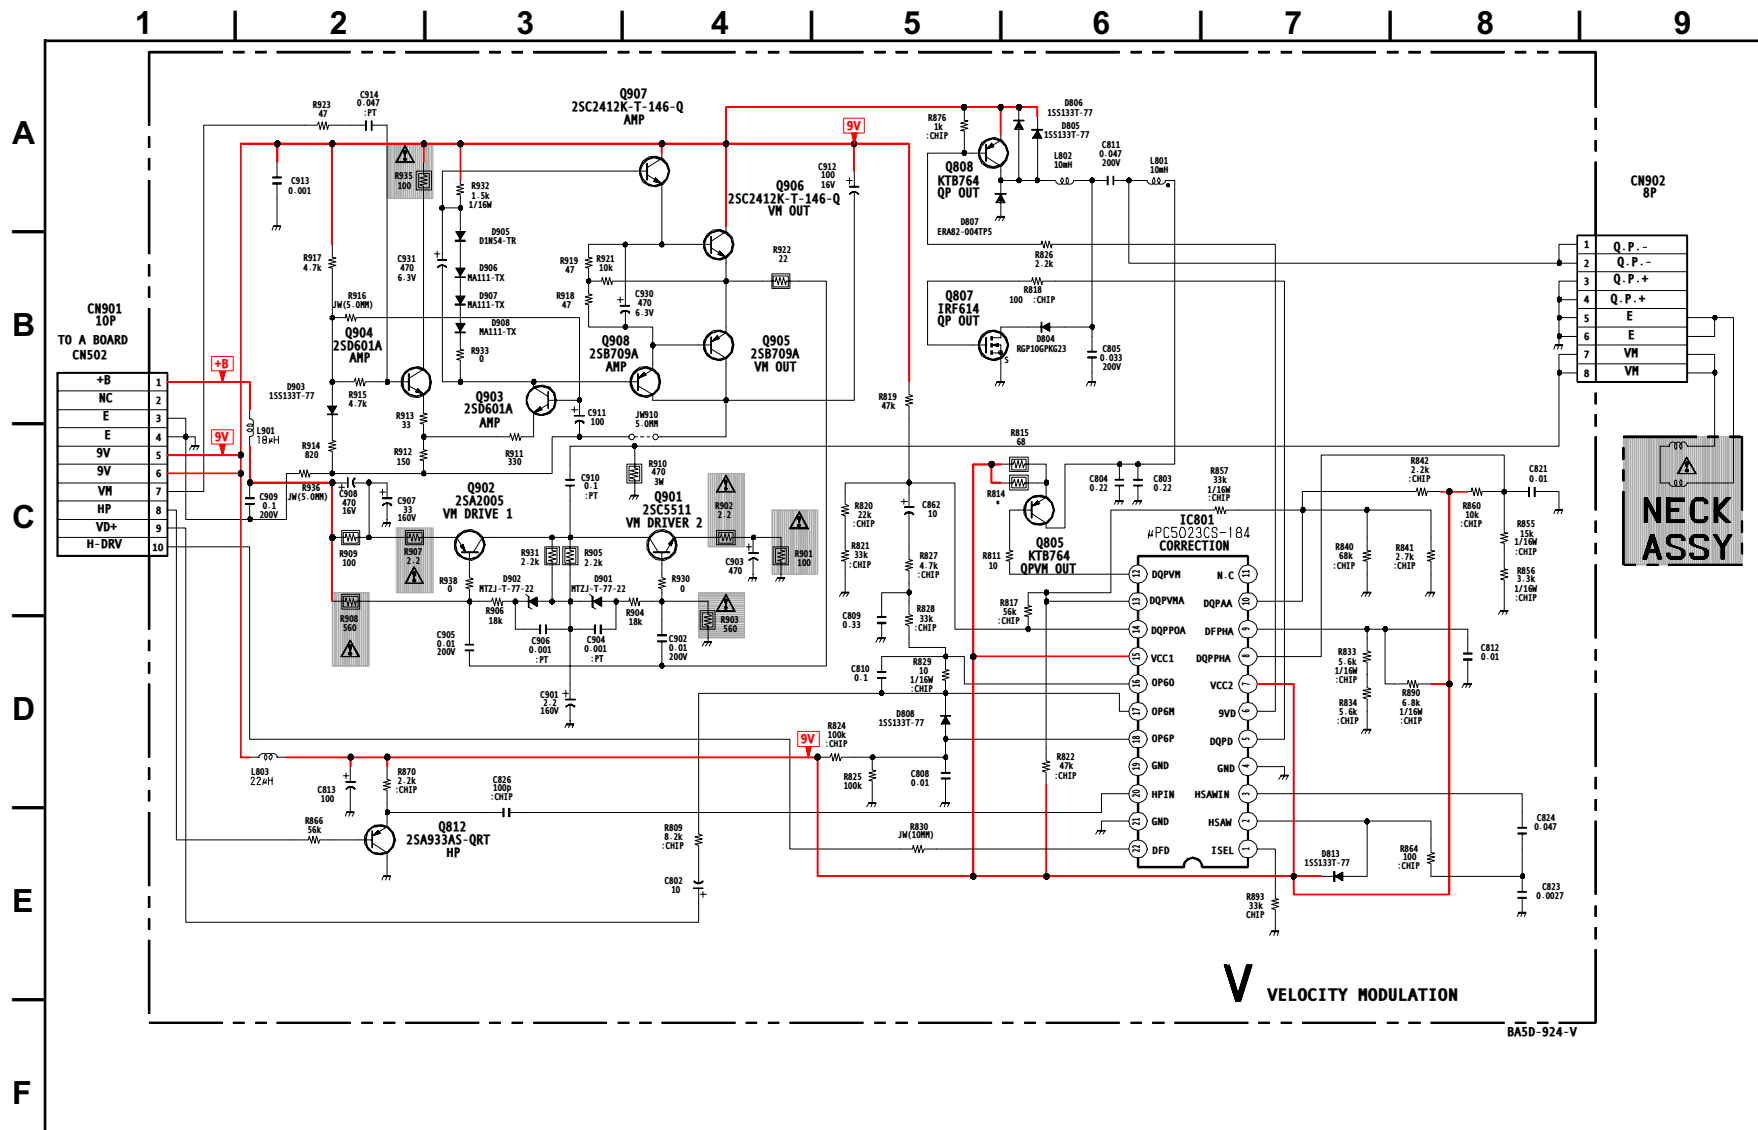 1 2 3 4 5 6 7 8 9
A
B
C
D
E
F
R923
47
C914
0.047
:PT
Q907
2SC2412K-T-146-Q
AMP
9V
R876
1k
:CHIP
D806
1SS133T-77
D805
1SS133T-77
L802
10mH
C811
0.047
200V
L801
10mH
Q808
KTB764
QP OUT
D807
ERA82-004TP5
C913
0.001
R935
100
R932
1.5k
1/16W
C912
100
16V
Q906
2SC2412K-T-146-Q
VM OUT
CN902
8P
R917
4.7k
C931
470
6.3V
D905
D1NS4-TR
D906
MA111-TX
D907
MA111-TX
D908
MA111-TX
R919
47
R921
10k
R918
47
C930
470
6.3V
R922
22
R826
2.2k
R818
100 :CHIP
Q807
IRF614
QP OUT
S
D804
RGP10GPKG23
C805
0.033
200V
1 Q.P.-
2 Q.P.-
3 Q.P.+
4 Q.P.+
5 E
6 E
7 VM
8 VM
CN901
10P
TO A BOARD
CN502
R916
JW(5.0MM)
Q904
2SD601A
AMP
R933
0
Q908
2SB709A
AMP
Q905
2SB709A
VM OUT
+B
+B 1
NC 2
E 3
E 4
9V 5
9V 6
VM 7
HP 8
VD+ 9
H-DRV 10
D903
1SS133T-77
R915
4.7k
R913
33
Q903
2SD601A
AMP
C911
100
JW910
5.0MM
R819
47k
9V
L901
18μH
R914
820
R912
150
R911
330
R815
68
R814
*
R936
JW(5.0MM)
C909
0.1
200V
C908
470
16V
C907
33
160V
Q902
2SA2005
VM DRIVE 1
C910
0.1
:PT
R910
470
3W
Q901
2SC5511
VM DRIVER 2
R902
2.2
R901
100
R820
22k
:CHIP
C862
10
C804
0.22
C803
0.22
R857
33k
1/16W
:CHIP
R842
2.2k
:CHIP
C821
0.01
R860
10k
:CHIP
R855
15k
1/16W
:CHIP
NECK
ASSY
R909
100
R907
2.2
R931
2.2k
R905
2.2k
C903
470
R821
33k
:CHIP
R827
4.7k
:CHIP
R811
10
Q805
KTB764
QPVM OUT
IC801
μPC5023CS-184
CORRECTION
R840
68k
:CHIP
R841
2.7k
:CHIP
R856
3.3k
1/16W
:CHIP
R938
0
D902
MTZJ-T-77-22
D901
MTZJ-T-77-22
R930
0
R908
560
R906
18k
R904
18k
R903
560
C905
0.01
200V
C906
0.001
:PT
C904
0.001
:PT
C902
0.01
200V
C901
2.2
160V
C809
0.33
R828
33k
:CHIP
R817
56k
:CHIP
C810
0.1
R829
10
1/16W
:CHIP
D808
1SS133T-77
12 DQPVM
13 DQPVMA
14 DQPPOA
15 VCC1
16 OP6O
17 OP6M
18 OP6P
19 GND
20 HPIN
21 GND
22 DFD
N.C 11
DQPAA 10
DFPHA 9
DQPPHA 8
VCC2 7
9VD 6
DQPD 5
GND 4
HSAWIN 3
HSAW 2
ISEL 1
R833
5.6k
1/16W
:CHIP
R834
5.6k
:CHIP
R890
6.8k
1/16W
:CHIP
C812
0.01
9V
R824
100k
:CHIP
R825
100k
C808
0.01
R822
47k
:CHIP
L803
22μH
C813
100
R870
2.2k
:CHIP
C826
100p
:CHIP
R866
56k
Q812
2SA933AS-QRT
HP
R809
8.2k
:CHIP
C802
10
R830
JW(10MM)
D813
1SS133T-77
R864
100
:CHIP
C824
0.047
C823
0.0027
R893
33k
CHIP
V VELOCITY MODULATION
BA5D-924-V